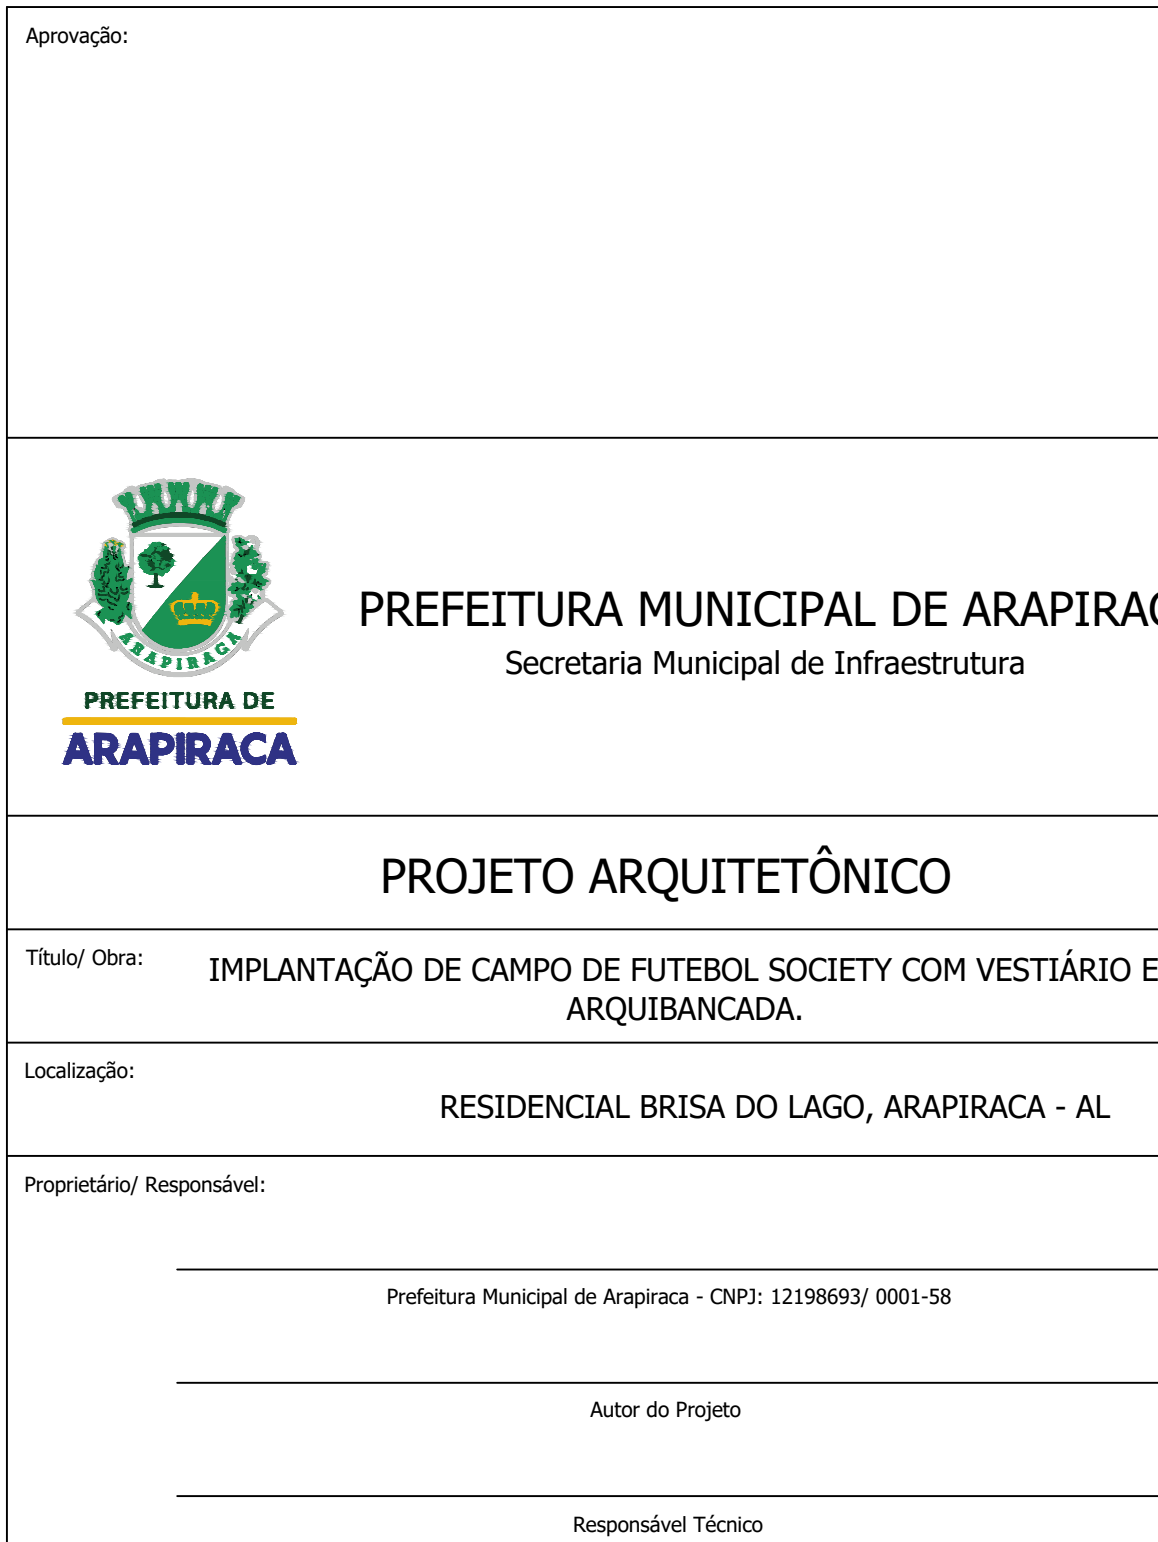 Aprovação:
ARAPIRACA
PREFEITURA DE
ARAPIRACA
PREFEITURA MUNICIPAL DE ARAPIRAC
Secretaria Municipal de Infraestrutura
PROJETO ARQUITETÔNICO
Título/ Obra:
IMPLANTAÇÃO DE CAMPO DE FUTEBOL SOCIETY COM VESTIÁRIO E
ARQUIBANCADA.
Localização:
RESIDENCIAL BRISA DO LAGO, ARAPIRACA - AL
Proprietário/ Responsável:
Prefeitura Municipal de Arapiraca - CNPJ: 12198693/ 0001-58
Autor do Projeto
Responsável Técnico